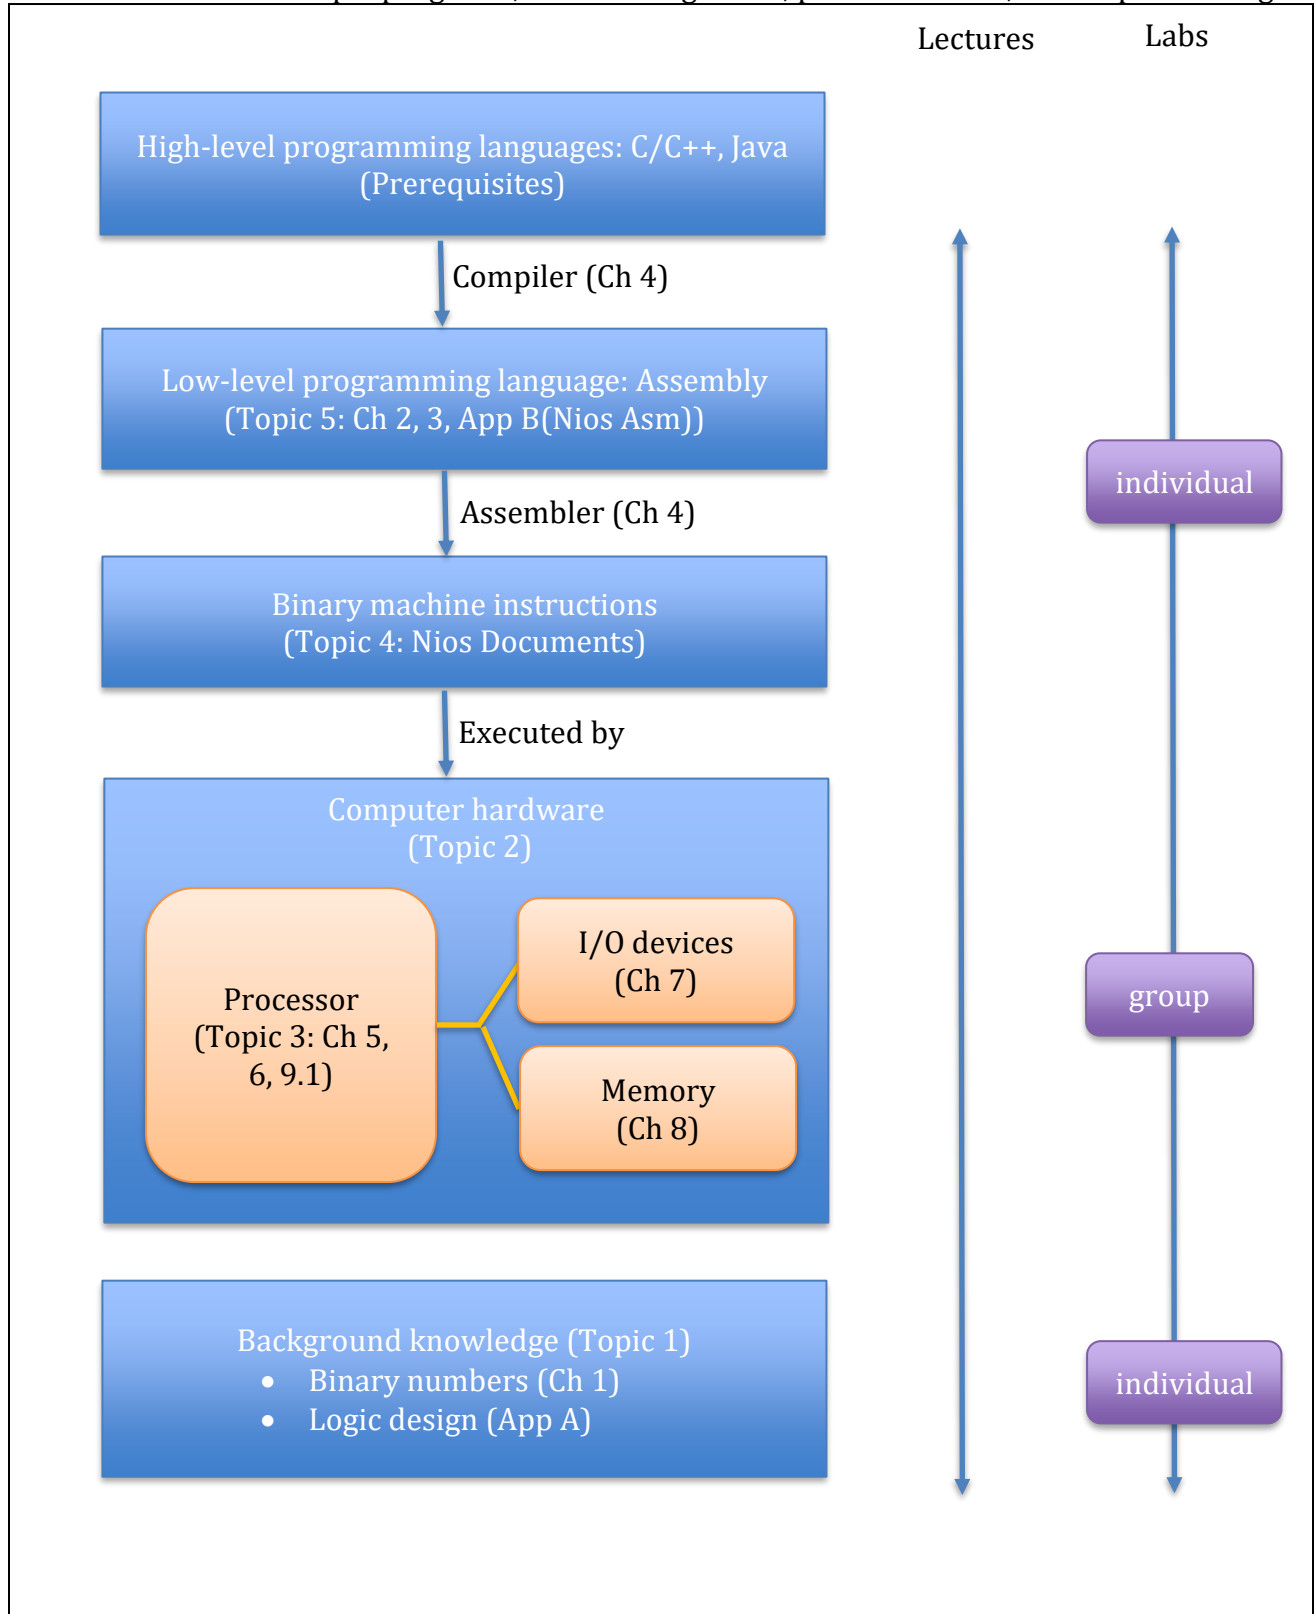 Lectures
Labs
High-level programming languages: C/C++, Java
(Prerequisites)
Compiler (Ch 4)
Low-level programming language: Assembly
(Topic 5: Ch 2, 3, App B(Nios Asm))
individual
Assembler (Ch 4)
Binary machine instructions
(Topic 4: Nios Documents)
Executed by
Computer hardware
(Topic 2)
I/O devices
(Ch 7)
Processor
(Topic 3: Ch 5,
6, 9.1)
group
Memory
(Ch 8)
Background knowledge (Topic 1)
• Binary numbers (Ch 1)
• Logic design (App A)
individual